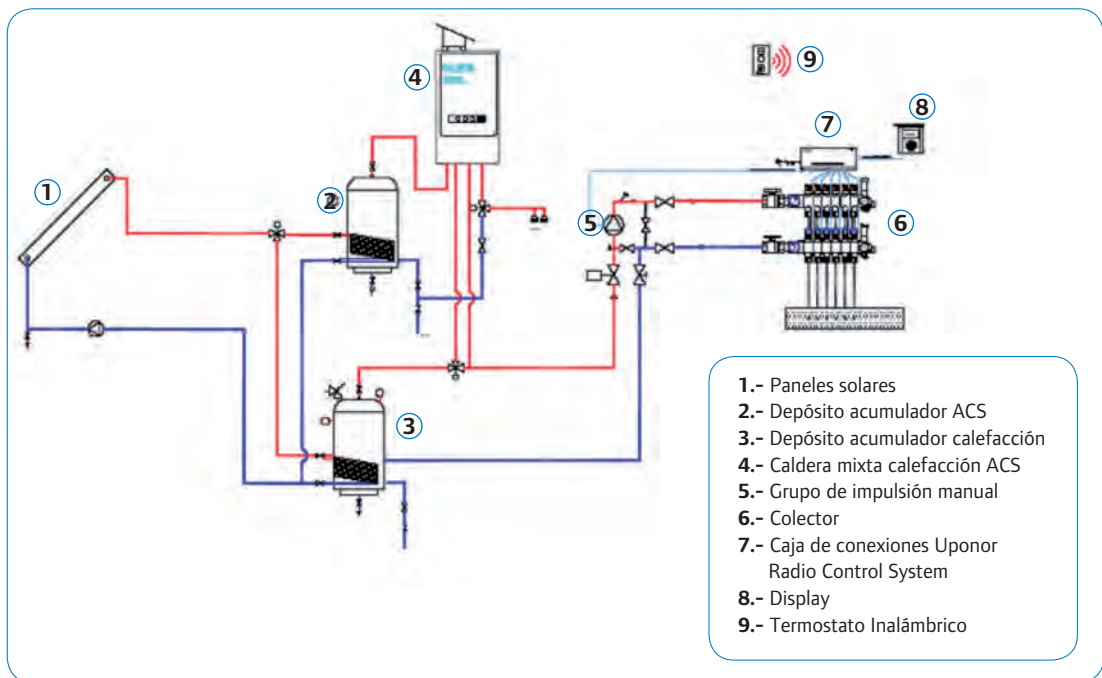 4
9
8
7
1
2
5
6
3
1.- Paneles solares
2.- Depósito acumulador ACS
3.- Depósito acumulador calefacción
4.- Caldera mixta calefacción ACS
5.- Grupo de impulsión manual
6.- Colector
7.- Caja de conexiones Uponor
Radio Control System
8.- Display
9.- Termostato Inalámbrico